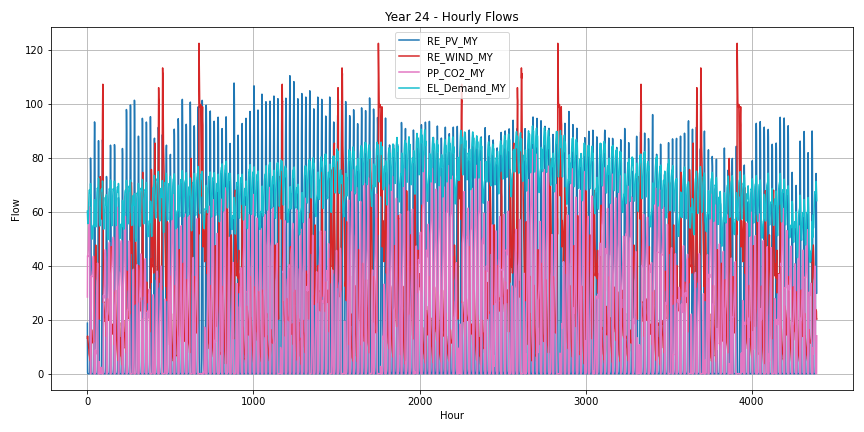 Year 24 - Hourly Flows
RE_PV_MY
RE_WIND_MY
PP_CO2_MY
EL_Demand_MY
Flow
120
100
80
60
40
20
0
0 1000 2000 3000 4000
Hour